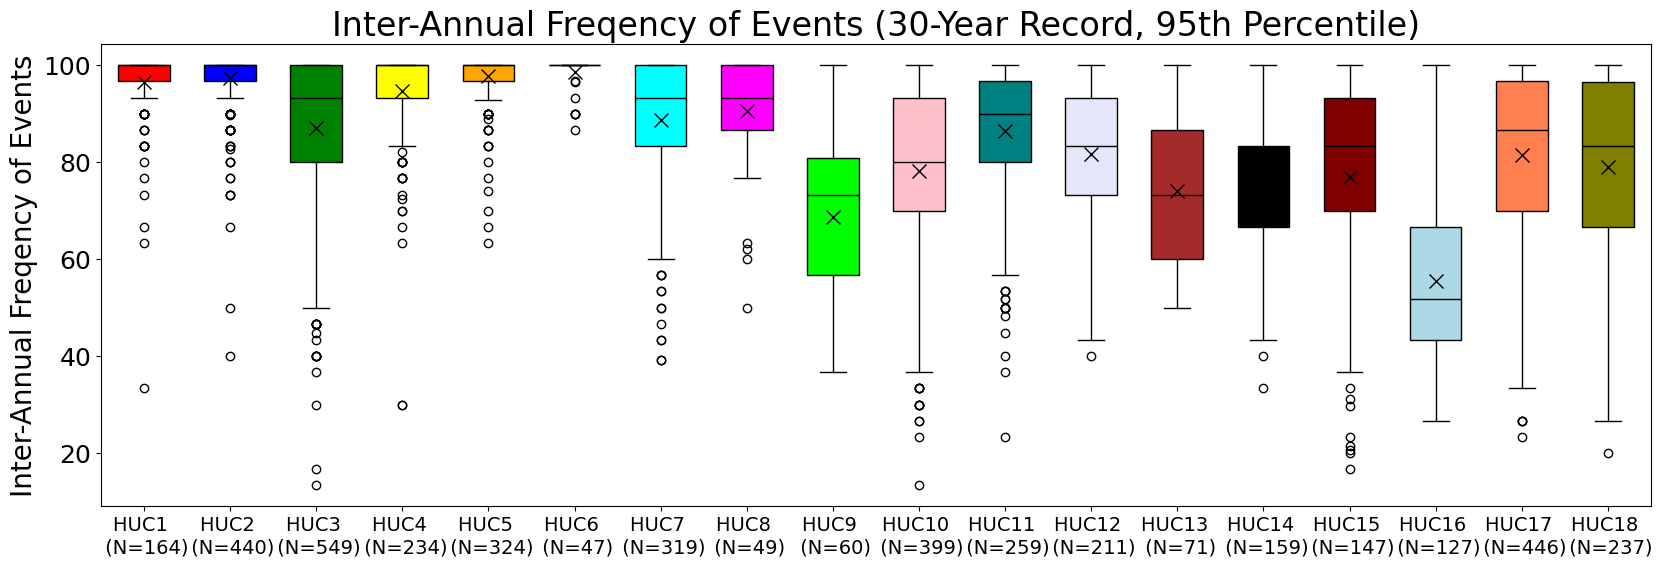 Inter-Annual Freqency of Events (30-Year Record, 95th Percentile)
Inter-Annual Freqency of Events
100
80
60
40
20
HUC1 HUC2 HUC3 HUC4 HUC5 HUC6 HUC7 HUC8 HUC9 HUC10 HUC11 HUC12 HUC13 HUC14 HUC15 HUC16 HUC17 HUC18
(N=164) (N=440) (N=549) (N=234) (N=324) (N=47) (N=319) (N=49) (N=60) (N=399) (N=259) (N=211) (N=71) (N=159) (N=147) (N=127) (N=446) (N=237)